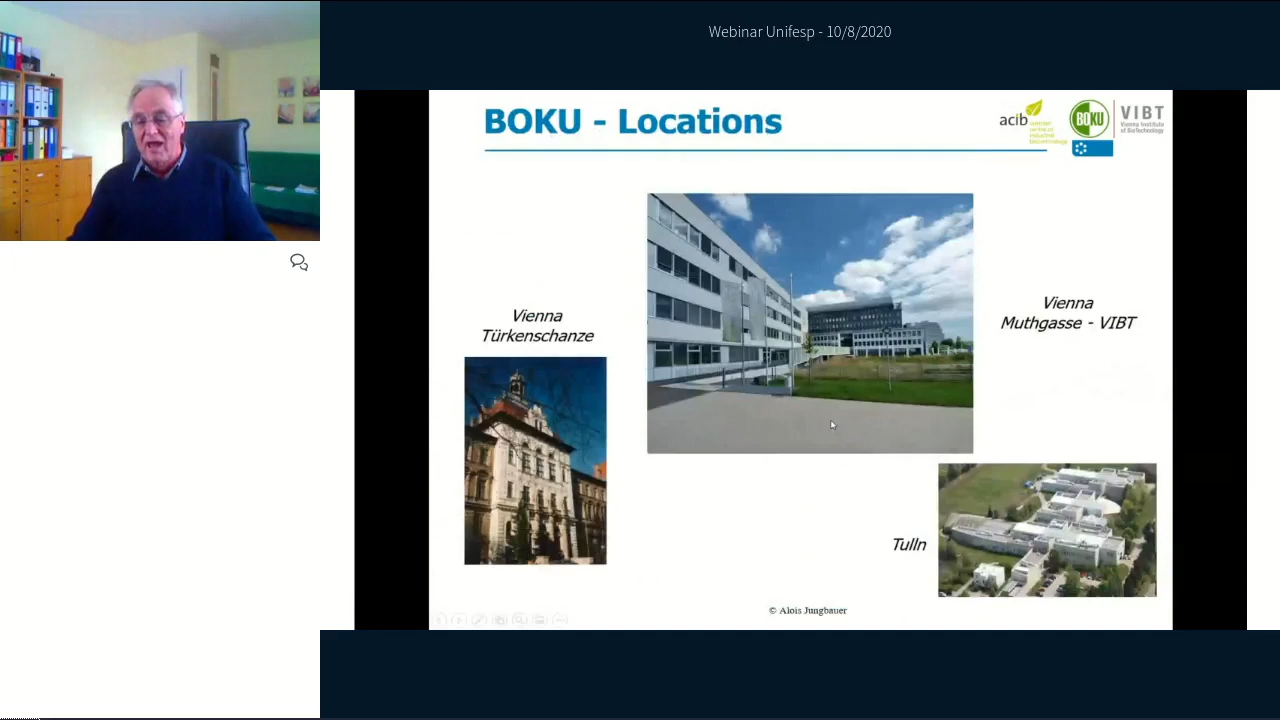 Webinar Unifesp - 10/8/2020
BOKU - Locations
acib
BOKU
VIBT
Vienna Institute
of BioTechnology
Vienna
Türkenschanze
Vienna
Muthgasse - VIBT
Tulln
© Alois Jungbauer